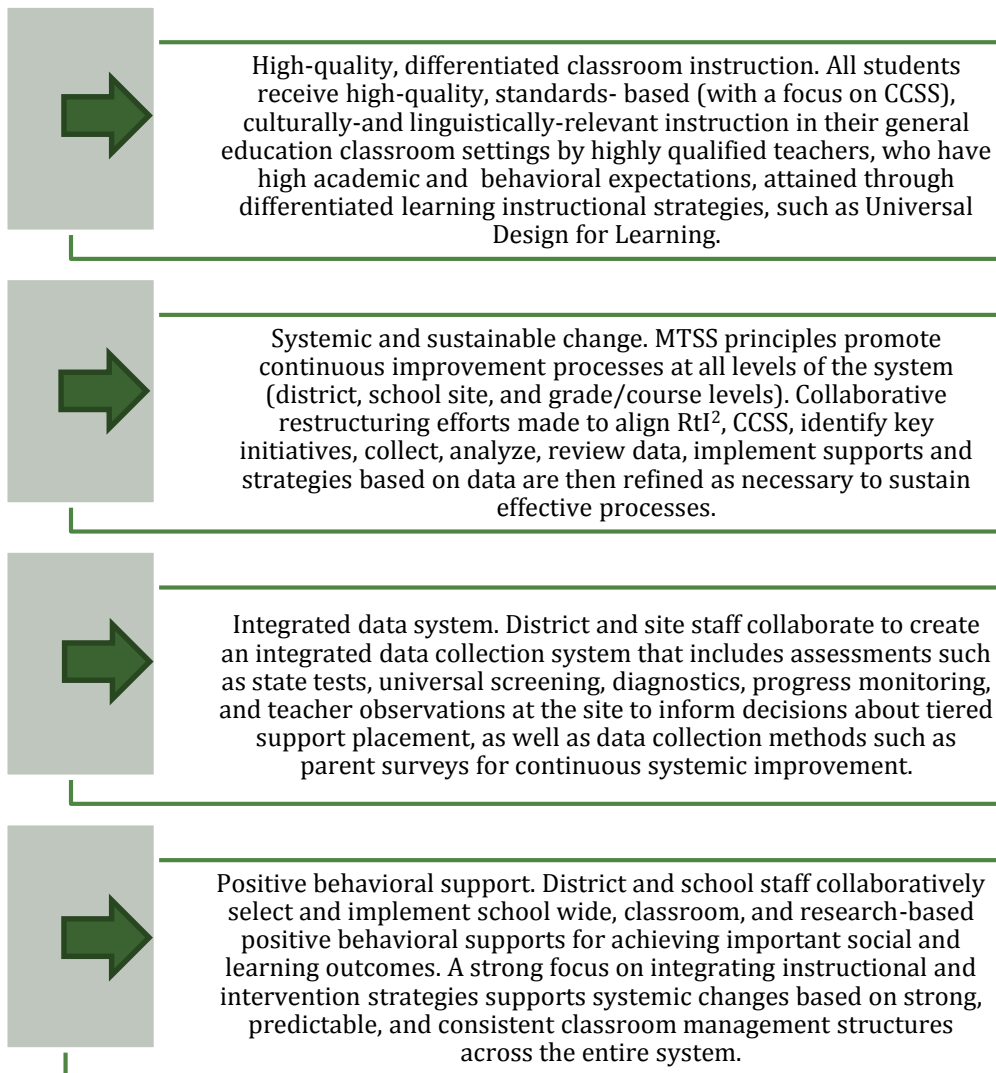 High-quality, differentiated classroom instruction. All students
receive high-quality, standards- based (with a focus on CCSS),
culturally-and linguistically-relevant instruction in their general
education classroom settings by highly qualified teachers, who have
high academic and  behavioral expectations, attained through
differentiated learning instructional strategies, such as Universal
Design for Learning.
Systemic and sustainable change. MTSS principles promote
continuous improvement processes at all levels of the system
(district, school site, and grade/course levels). Collaborative
restructuring efforts made to align RtI², CCSS, identify key
initiatives, collect, analyze, review data, implement supports and
strategies based on data are then refined as necessary to sustain
effective processes.
Integrated data system. District and site staff collaborate to create
an integrated data collection system that includes assessments such
as state tests, universal screening, diagnostics, progress monitoring,
and teacher observations at the site to inform decisions about tiered
support placement, as well as data collection methods such as
parent surveys for continuous systemic improvement.
Positive behavioral support. District and school staff collaboratively
select and implement school wide, classroom, and research-based
positive behavioral supports for achieving important social and
learning outcomes. A strong focus on integrating instructional and
intervention strategies supports systemic changes based on strong,
predictable, and consistent classroom management structures
across the entire system.